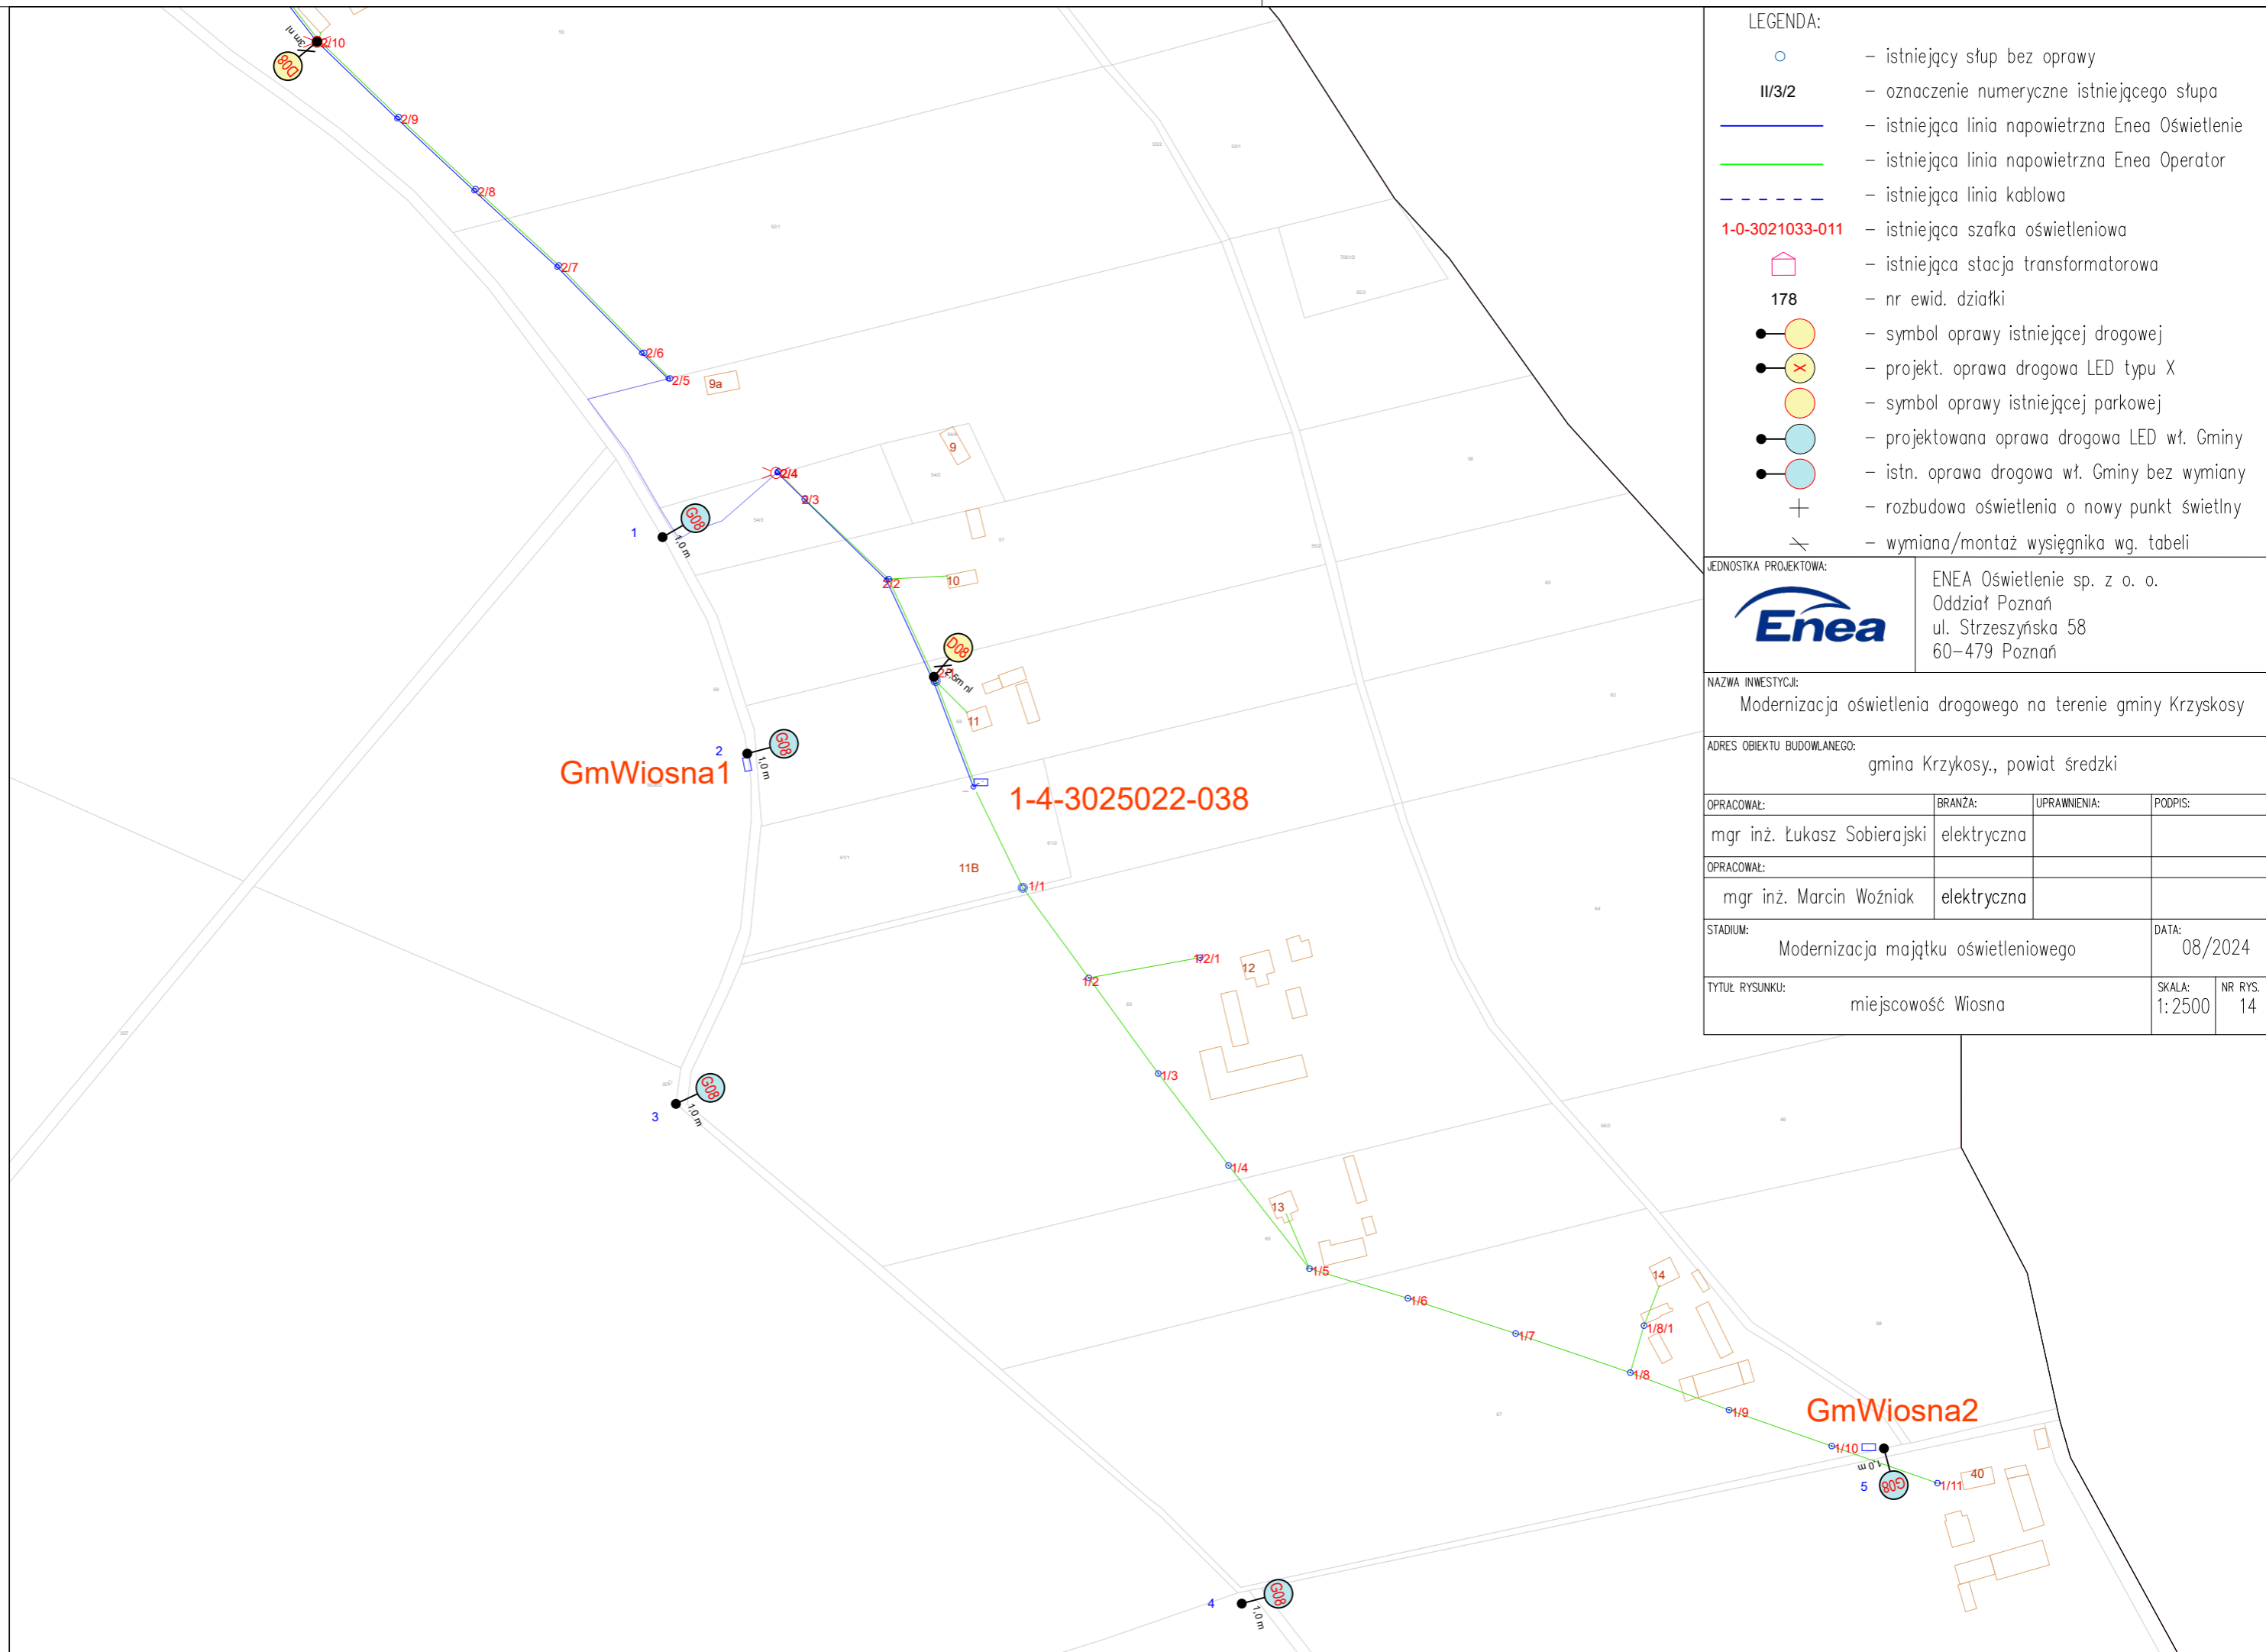 LEGENDA:
– istniejący słup bez oprawy
II/3/2 – oznaczenie numeryczne istniejącego słupa
– istniejąca linia napowietrzna Enea Oświetlenie
– istniejąca linia napowietrzna Enea Operator
– istniejąca linia kablowa
1-0-3021033-011 – istniejąca szafka oświetleniowa
– istniejąca stacja transformatorowa
178 – nr ewid. działki
– symbol oprawy istniejącej drogowej
X – projekt. oprawa drogowa LED typu X
– symbol oprawy istniejącej parkowej
– projektowana oprawa drogowa LED wł. Gminy
– istn. oprawa drogowa wł. Gminy bez wymiany
– rozbudowa oświetlenia o nowy punkt świetlny
– wymiana/montaż wysięgnika wg. tabeli
JEDNOSTKA PROJEKTOWA:
Enea
ENEA Oświetlenie sp. z o. o.
Oddział Poznań
ul. Strzeszyńska 58
60–479 Poznań
NAZWA INWESTYCJI:
Modernizacja oświetlenia drogowego na terenie gminy Krzyskosy
ADRES OBIEKTU BUDOWLANEGO:
gmina Krzykosy., powiat średzki
OPRACOWAŁ: BRANŻA: UPRAWNIENIA: PODPIS:
mgr inż. Łukasz Sobierajski elektryczna
OPRACOWAŁ:
mgr inż. Marcin Woźniak elektryczna
STADIUM:
Modernizacja majątku oświetleniowego
DATA:
08/2024
TYTUŁ RYSUNKU:
miejscowość Wiosna
SKALA:
1:2500
NR RYS.
14
3m nl
2/10
D08
2/9
2/8
2/7
2/6
2/5
9a
9
2/4
2/3
G08
1
1,0 m
2/2
10
D08
2/1
2,5m nl
11
G08
2
1,0 m
GmWiosna1
1-4-3025022-038
11B
1/1
1/2
1/2/1
12
1/3
G08
3
1,0 m
1/4
13
1/5
1/6
14
1/7
1/8/1
1/8
1/9
GmWiosna2
1/10
1,0 m
5
G08
1/11
40
4
G08
1,0 m